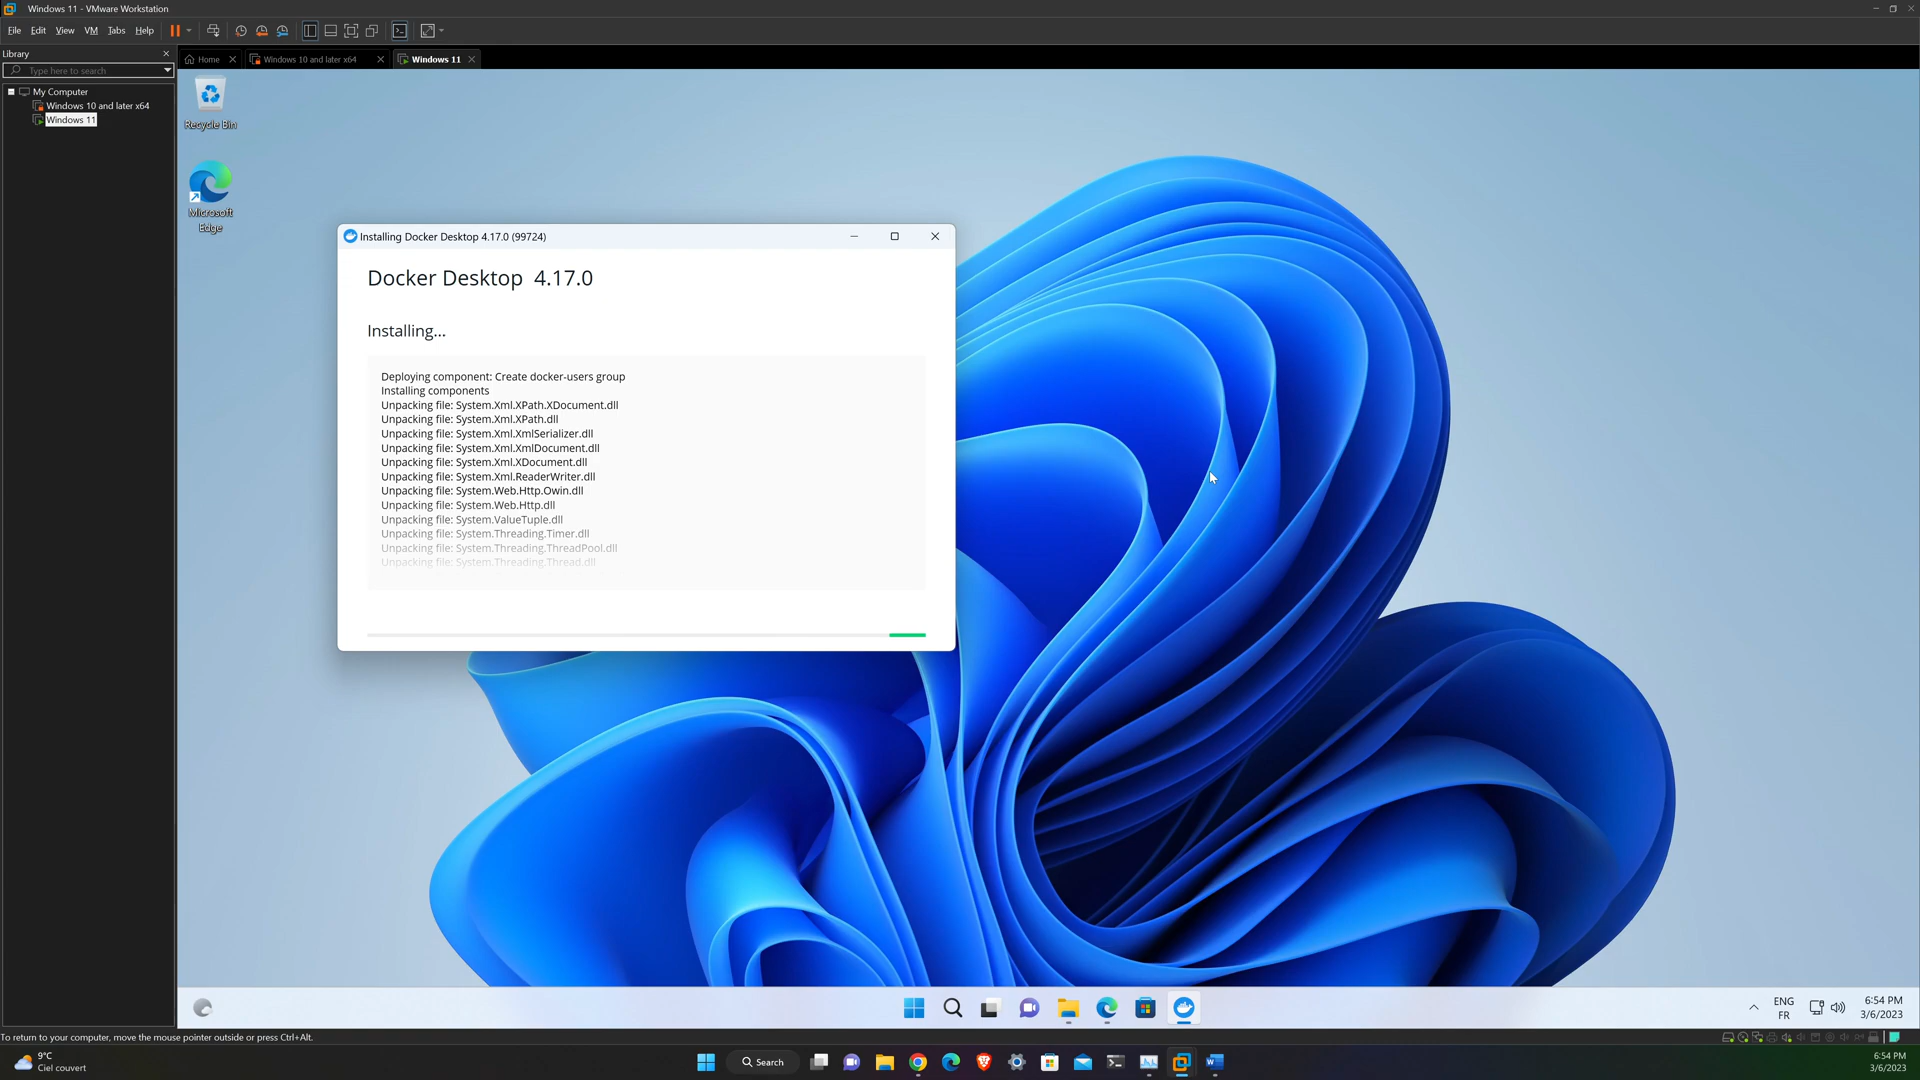 Windows 11 - VMware Workstation
File Edit View VM Tabs Help
Library
Type here to search
My Computer
Windows 10 and later x64
Windows 11
Home
Windows 10 and later x64
Windows 11
Recycle Bin
Microsoft
Edge
Installing Docker Desktop 4.17.0 (99724)
Docker Desktop 4.17.0
Installing...
Deploying component: Create docker-users group
Installing components
Unpacking file: System.Xml.XPath.XDocument.dll
Unpacking file: System.Xml.XPath.dll
Unpacking file: System.Xml.XmlSerializer.dll
Unpacking file: System.Xml.XmlDocument.dll
Unpacking file: System.Xml.XDocument.dll
Unpacking file: System.Xml.ReaderWriter.dll
Unpacking file: System.Web.Http.Owin.dll
Unpacking file: System.Web.Http.dll
Unpacking file: System.ValueTuple.dll
Unpacking file: System.Threading.Timer.dll
Unpacking file: System.Threading.ThreadPool.dll
Unpacking file: System.Threading.Thread.dll
ENG
FR
6:54 PM
3/6/2023
To return to your computer, move the mouse pointer outside or press Ctrl+Alt.
9°C
Ciel couvert
Search
6:54 PM
3/6/2023